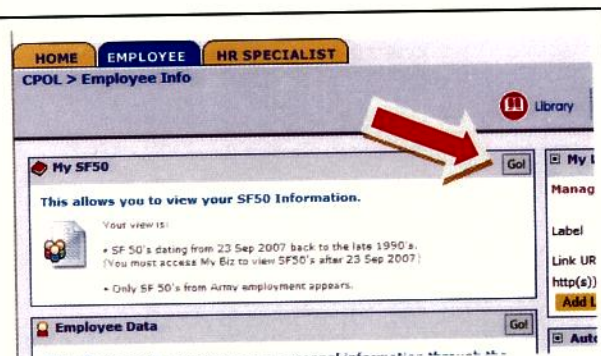 HOME EMPLOYEE HR SPECIALIST
CPOL > Employee Info
Library
My SF50 Go!
This allows you to view your SF50 Information.
Your view is:
• SF 50's dating from 23 Sep 2007 back to the late 1990's.
(You must access My Biz to view SF50's after 23 Sep 2007)
• Only SF 50's from Army employment appears.
Employee Data Go!
information through the
My
Label
Link
http(s))
Add